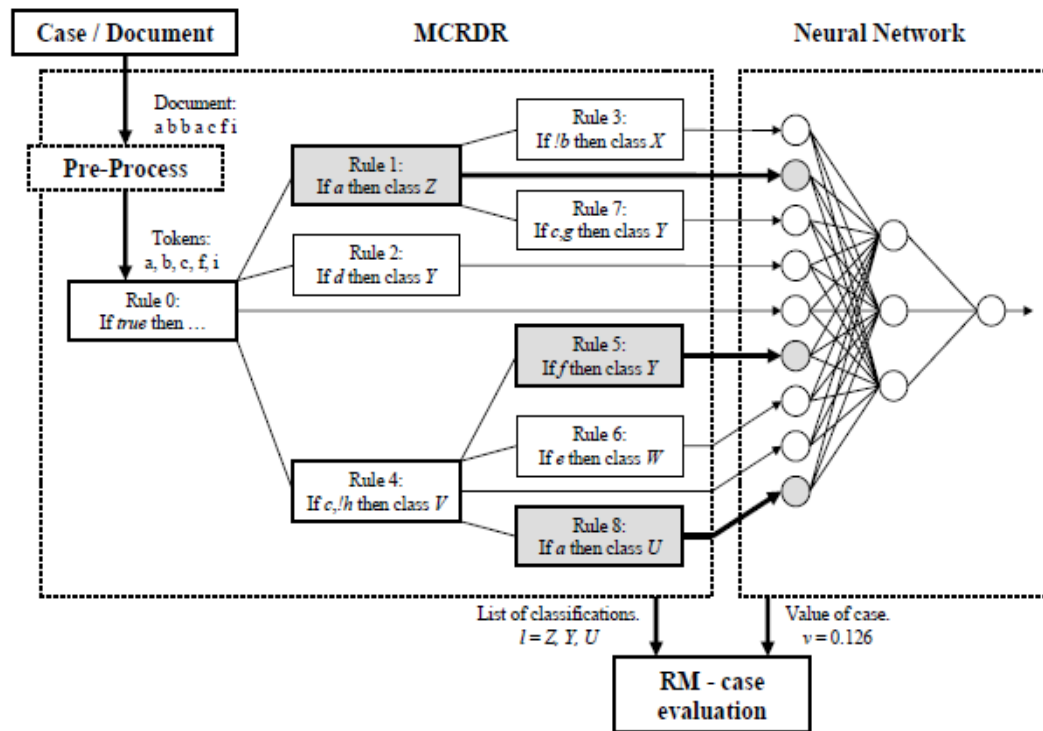 Case / Document
MCRDR
Neural Network
Document:
a b b a c f i
Pre-Process
Tokens:
a, b, c, f, i
Rule 0:
If true then ...
Rule 1:
If a then class Z
Rule 2:
If d then class Y
Rule 3:
If !b then class X
Rule 7:
If c,g then class Y
Rule 5:
If f then class Y
Rule 6:
If e then class W
Rule 4:
If c,!h then class V
Rule 8:
If a then class U
List of classifications.
l = Z, Y, U
Value of case.
v = 0.126
RM - case
evaluation